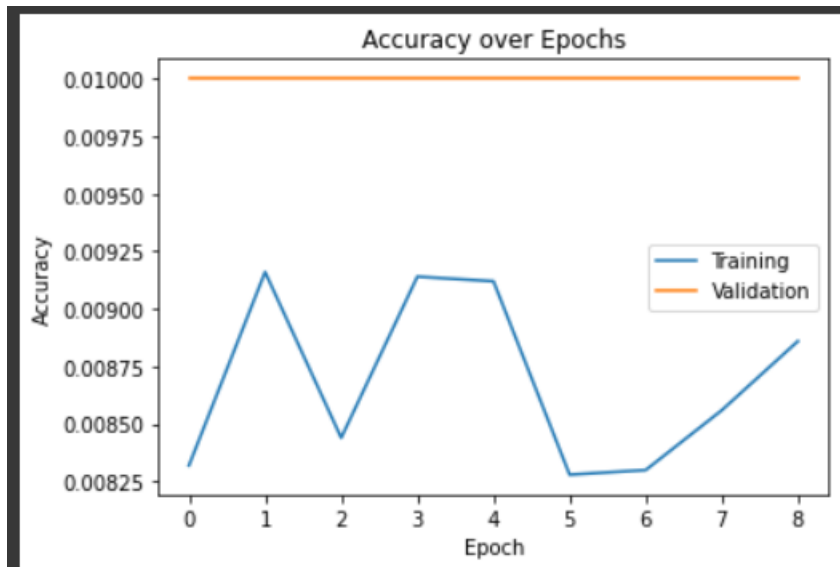 Accuracy over Epochs
0.01000
0.00975
0.00950
0.00925
0.00900
0.00875
0.00850
0.00825
Accuracy
Training
Validation
0 1 2 3 4 5 6 7 8
Epoch